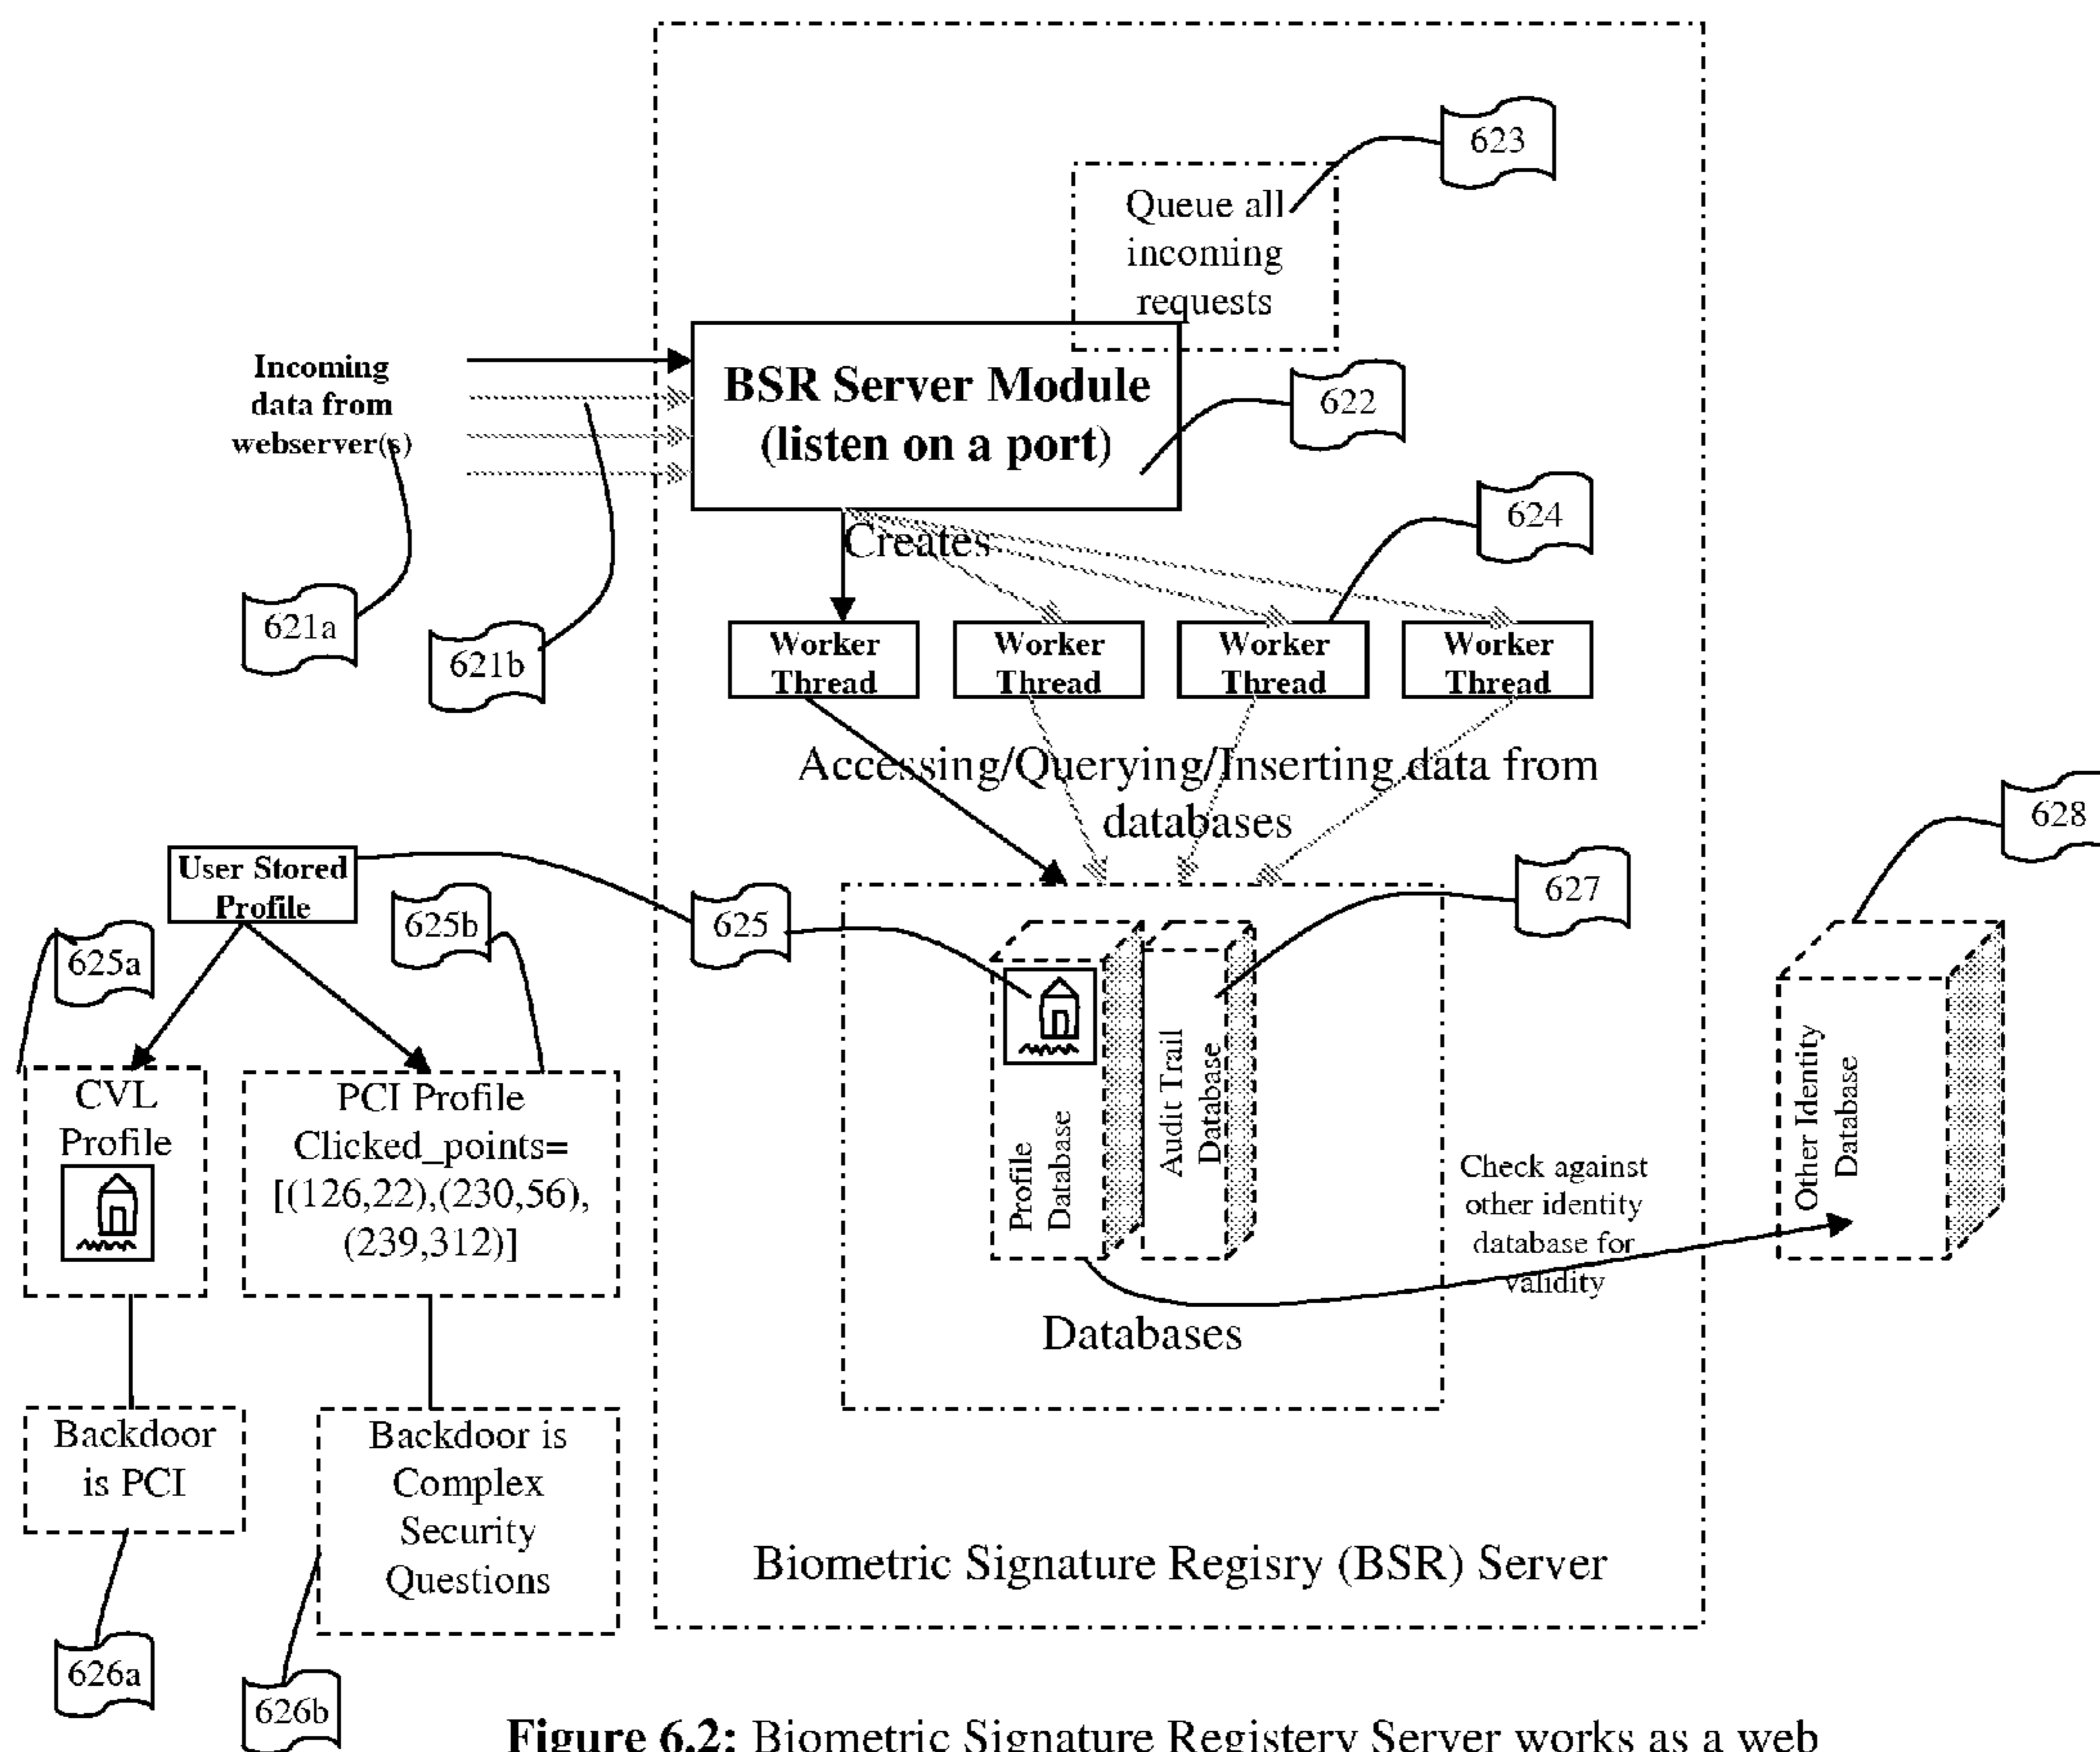 623
Queue all
incoming
requests
Incoming
data from
webserver(s)
BSR Server Module
(listen on a port)
622
624
Creates
621a
621b
Worker
Thread
Worker
Thread
Worker
Thread
Worker
Thread
Accessing/Querying/Inserting data from
databases
628
User Stored
Profile
625a
625b
625
627
CVL
Profile
PCI Profile
Clicked_points=
[(126,22),(230,56),
(239,312)]
Profile
Database
Audit Trail
Database
Other Identity
Database
Check against
other identity
database for
validity
Databases
Backdoor
is PCI
Backdoor is
Complex
Security
Questions
Biometric Signature Regisry (BSR) Server
626a
626b
Figure 6.2: Biometric Signature Registery Server works as a web